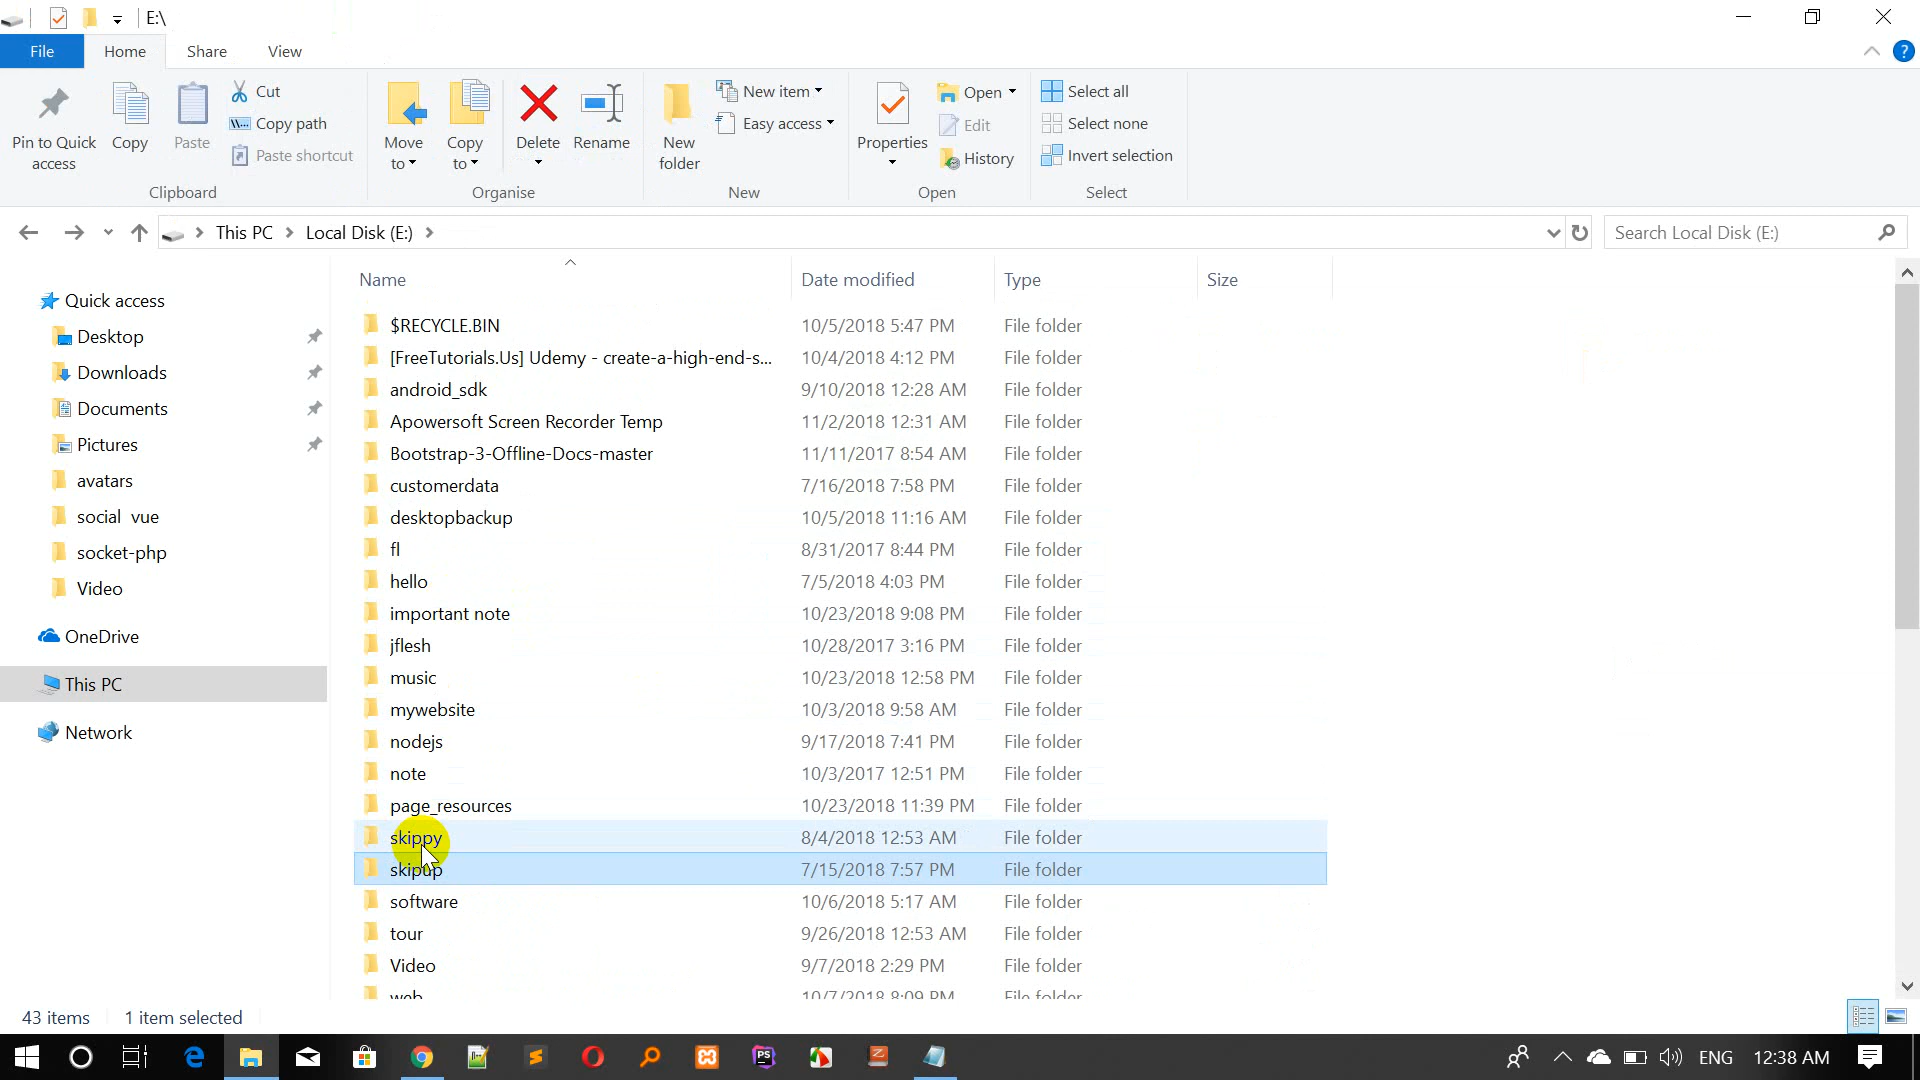 E:\
File Home Share View
Pin to Quick access
Copy
Paste
Cut
Copy path
Paste shortcut
Clipboard
Move to
Copy to
Delete
Rename
Organise
New folder
New item
Easy access
New
Properties
Open
Edit
History
Open
Select all
Select none
Invert selection
Select
This PC Local Disk (E:)
Search Local Disk (E:)
Quick access
Desktop
Downloads
Documents
Pictures
avatars
social vue
socket-php
Video
OneDrive
This PC
Network
Name Date modified Type Size
$RECYCLE.BIN 10/5/2018 5:47 PM File folder
[FreeTutorials.Us] Udemy - create-a-high-end-s... 10/4/2018 4:12 PM File folder
android_sdk 9/10/2018 12:28 AM File folder
Apowersoft Screen Recorder Temp 11/2/2018 12:31 AM File folder
Bootstrap-3-Offline-Docs-master 11/11/2017 8:54 AM File folder
customerdata 7/16/2018 7:58 PM File folder
desktopbackup 10/5/2018 11:16 AM File folder
fl 8/31/2017 8:44 PM File folder
hello 7/5/2018 4:03 PM File folder
important note 10/23/2018 9:08 PM File folder
jflesh 10/28/2017 3:16 PM File folder
music 10/23/2018 12:58 PM File folder
mywebsite 10/3/2018 9:58 AM File folder
nodejs 9/17/2018 7:41 PM File folder
note 10/3/2017 12:51 PM File folder
page_resources 10/23/2018 11:39 PM File folder
skippy 8/4/2018 12:53 AM File folder
skipup 7/15/2018 7:57 PM File folder
software 10/6/2018 5:17 AM File folder
tour 9/26/2018 12:53 AM File folder
Video 9/7/2018 2:29 PM File folder
web 10/7/2018 8:09 PM File folder
43 items 1 item selected
ENG 12:38 AM